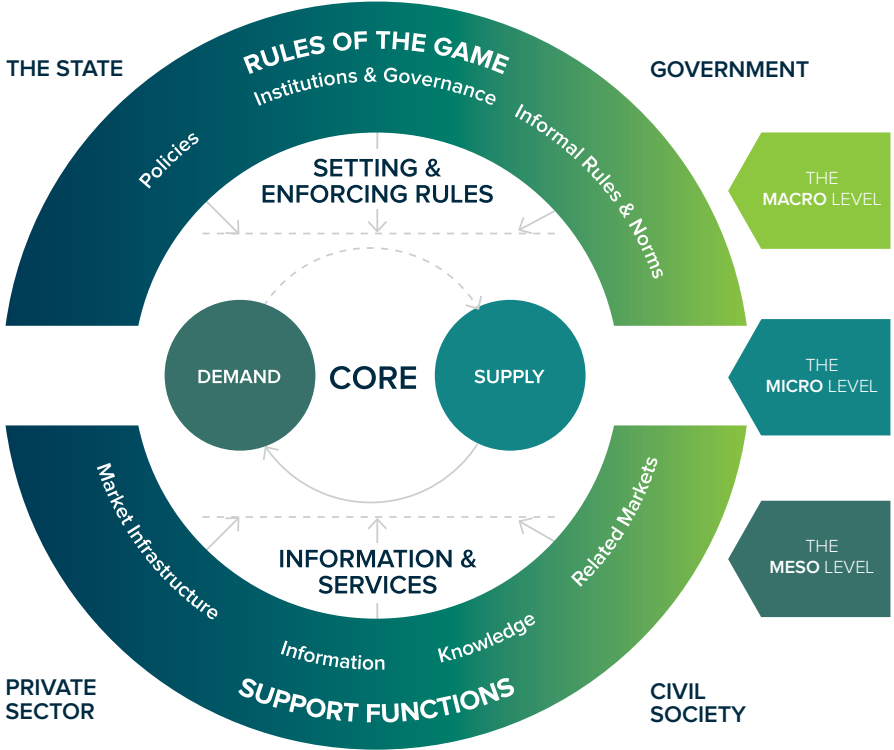 THE STATE
RULES OF THE GAME
GOVERNMENT
Institutions & Governance
Policies
Informal Rules & Norms
SETTING &
ENFORCING RULES
THE
MACRO LEVEL
DEMAND
CORE
SUPPLY
THE
MICRO LEVEL
Market Infrastructure
Related Markets
INFORMATION &
SERVICES
THE
MESO LEVEL
Information
Knowledge
SUPPORT FUNCTIONS
PRIVATE
SECTOR
CIVIL
SOCIETY